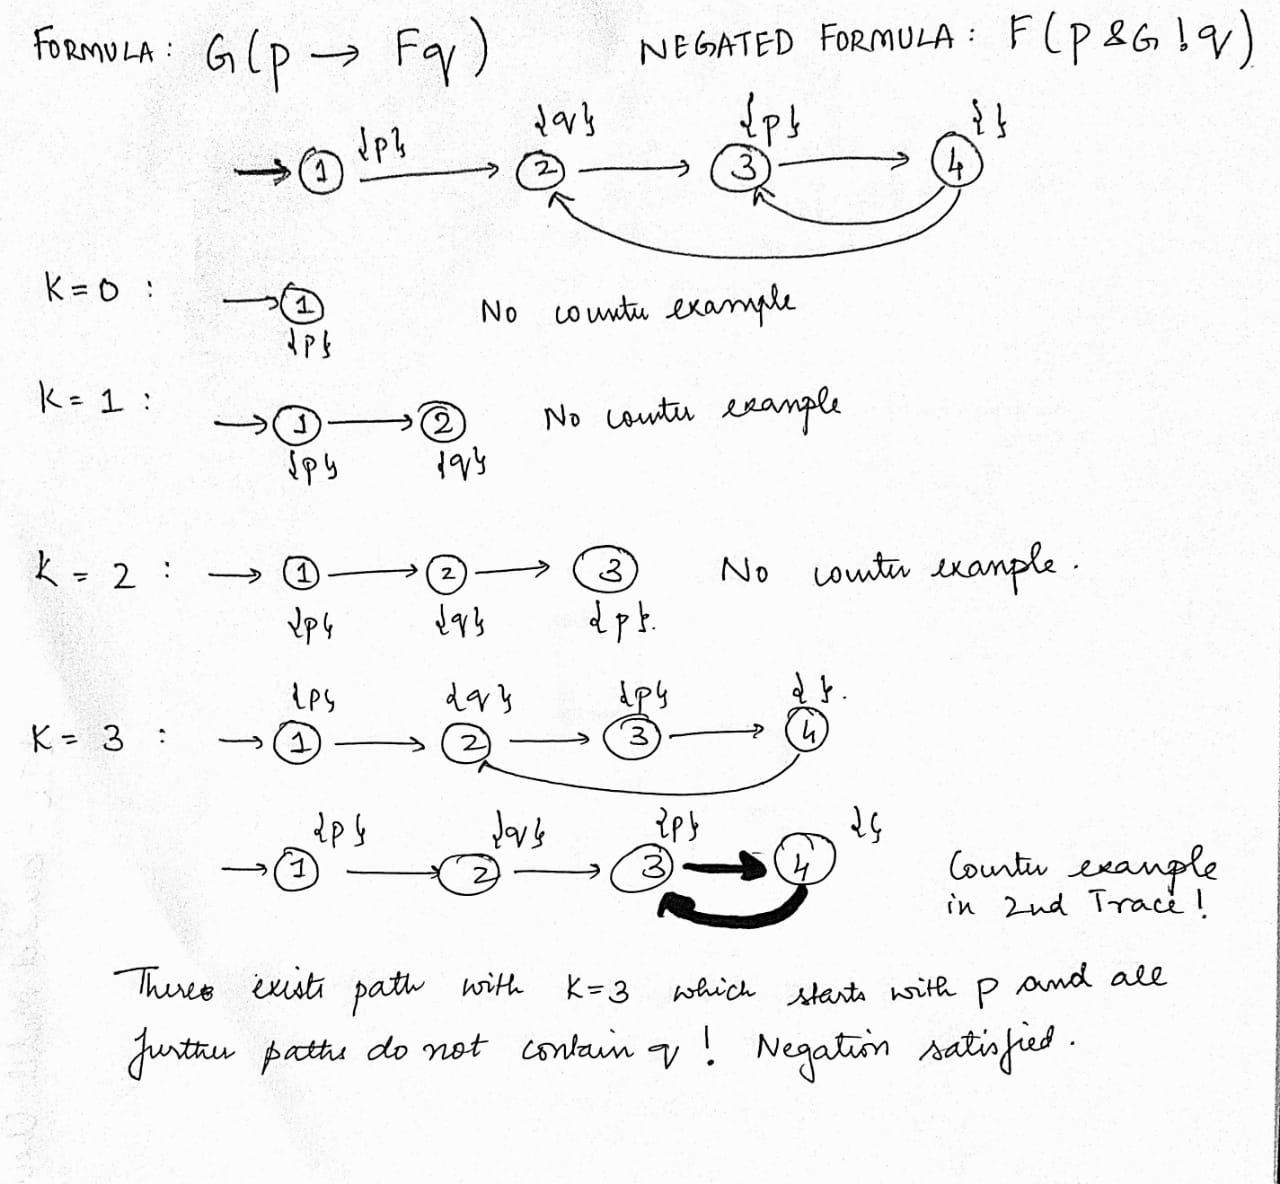 FORMULA: G(p → Fq) NEGATED FORMULA: F(p & G !q)
{p} {q} {p} { }
→ 1 → 2 → 3 → 4
K=0 : → 1 No counter example
{p}
K= 1 : → 1 → 2 No counter example
{p} {q}
K = 2 : → 1 → 2 → 3 No counter example.
{p} {q} {p}.
{p} {q} {p} { }.
K= 3 : → 1 → 2 → 3 → 4
{p} {q} {p} { }
→ 1 → 2 → 3 → 4 Counter example
in 2nd Trace!
There exists path with K=3 which starts with p and all
further paths do not contain q! Negation satisfied.